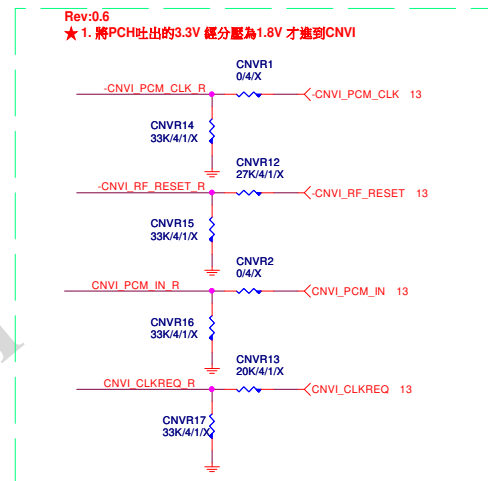 Rev:0.6
★ 1. 將PCH吐出的3.3V 經分壓為1.8V 才進到CNVI
CNVR1
0/4/X
-CNVI_PCM_CLK_R
-CNVI_PCM_CLK 13
CNVR14
33K/4/1/X
CNVR12
27K/4/1/X
-CNVI_RF_RESET_R
-CNVI_RF_RESET 13
CNVR15
33K/4/1/X
CNVR2
0/4/X
CNVI_PCM_IN_R
CNVI_PCM_IN 13
CNVR16
33K/4/1/X
CNVR13
20K/4/1/X
CNVI_CLKREQ_R
CNVI_CLKREQ 13
CNVR17
33K/4/1/X